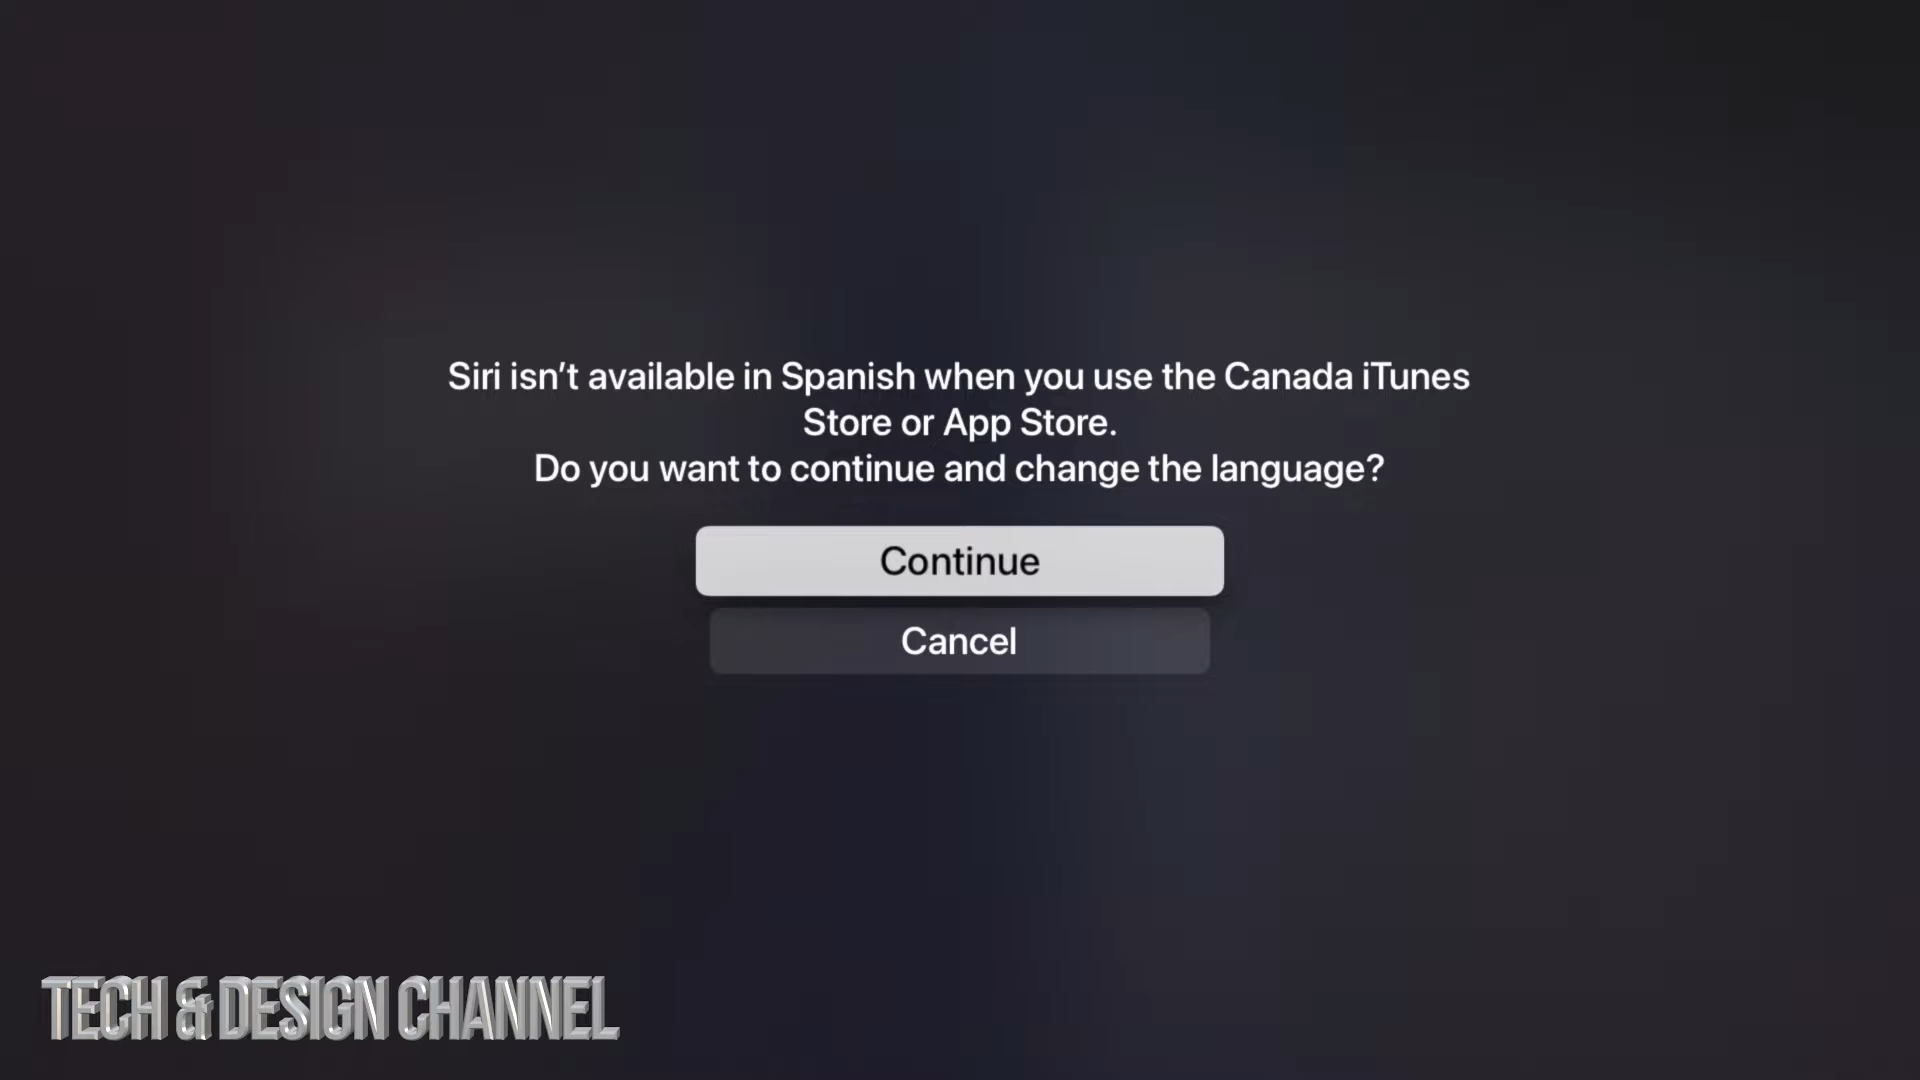 Siri isn’t available in Spanish when you use the Canada iTunes
Store or App Store.
Do you want to continue and change the language?
Continue
Cancel
TECH & DESIGN CHANNEL